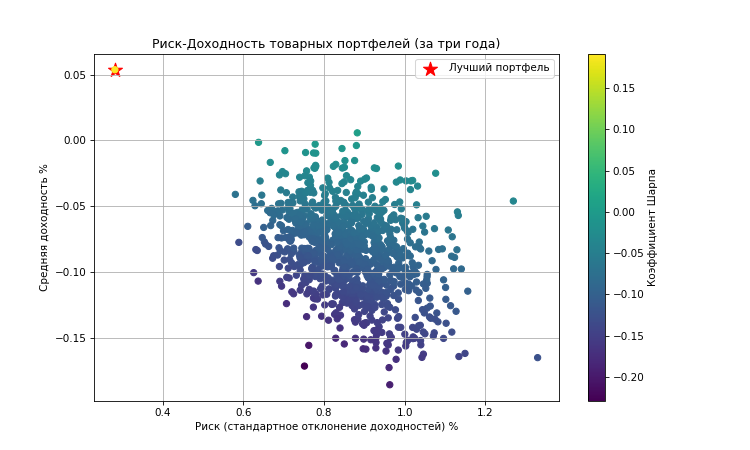 Риск-Доходность товарных портфелей (за три года)
Лучший портфель
Средняя доходность %
0.05
0.00
−0.05
−0.10
−0.15
0.4 0.6 0.8 1.0 1.2
Риск (стандартное отклонение доходностей) %
0.15
0.10
0.05
0.00
−0.05
−0.10
−0.15
−0.20
Коэффициент Шарпа